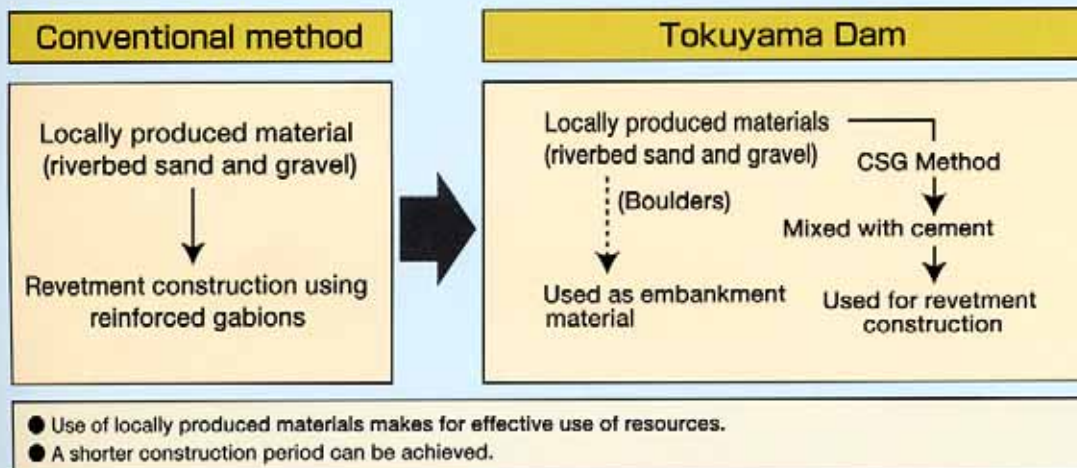 Conventional method
Locally produced material
(riverbed sand and gravel)
Revetment construction using
reinforced gabions
Tokuyama Dam
Locally produced materials
(riverbed sand and gravel)
CSG Method
(Boulders)
Mixed with cement
Used as embankment
material
Used for revetment
construction
● Use of locally produced materials makes for effective use of resources.
● A shorter construction period can be achieved.